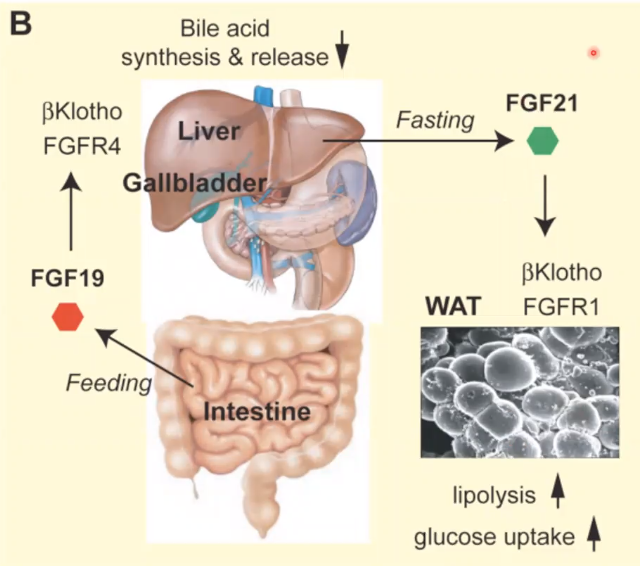 B
Bile acid
synthesis & release
βKlotho
FGFR4
Liver
Gallbladder
Fasting
FGF21
FGF19
Feeding
Intestine
βKlotho
WAT FGFR1
lipolysis
glucose uptake